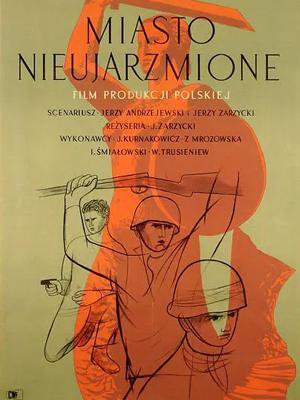 MIASTO
NIEUJARZMIONE
FILM PRODUKCJI POLSKIEJ
SCENARIUSZ - JERZY ANDRZEJEWSKI i JERZY ZARZYCKI
REŻYSERIA - J. ZARZYCKI
WYKONAWCY - J. KURNAKOWICZ - Z. MROZOWSKA
I. ŚMIAŁOWSKI - W. TRUSIENIEW